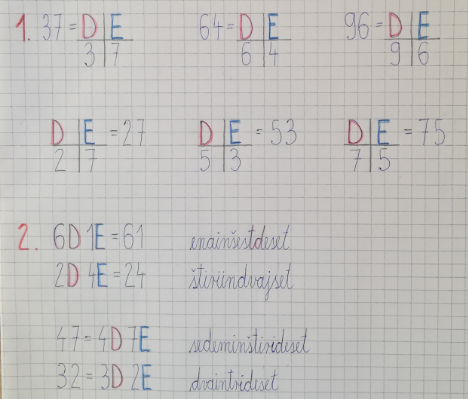 1. 37 = D E 64 = D E 96 = D E
3 7 6 4 9 6
D E = 27 D E = 53 D E = 75
2 7 5 3 7 5
2. 6D 1E = 61 enainšestdeset
2D 4E = 24 štiriindvajset
47 = 4D 7E sedeminštirideset
32 = 3D 2E dvaintrideset